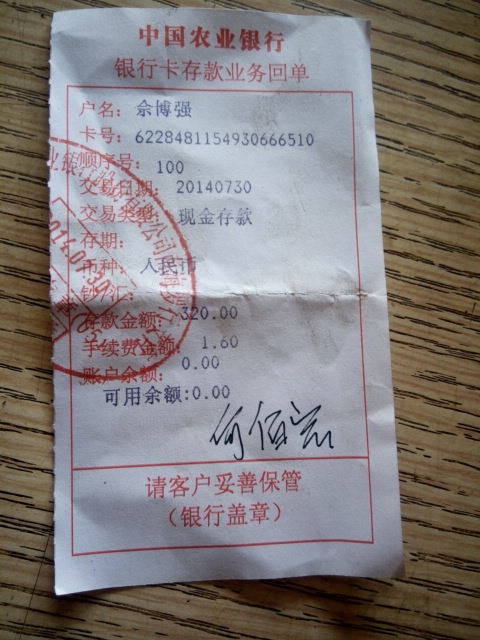 中国农业银行
银行卡存款业务回单
户名：佘博强
卡号：6228481154930666510
顺序号：100
交易日期：20140730
交易类型：现金存款
存期：
币种：人民币
钞/汇：
存款金额：320.00
手续费金额：1.60
账户余额：0.00
可用余额:0.00
请客户妥善保管
（银行盖章）